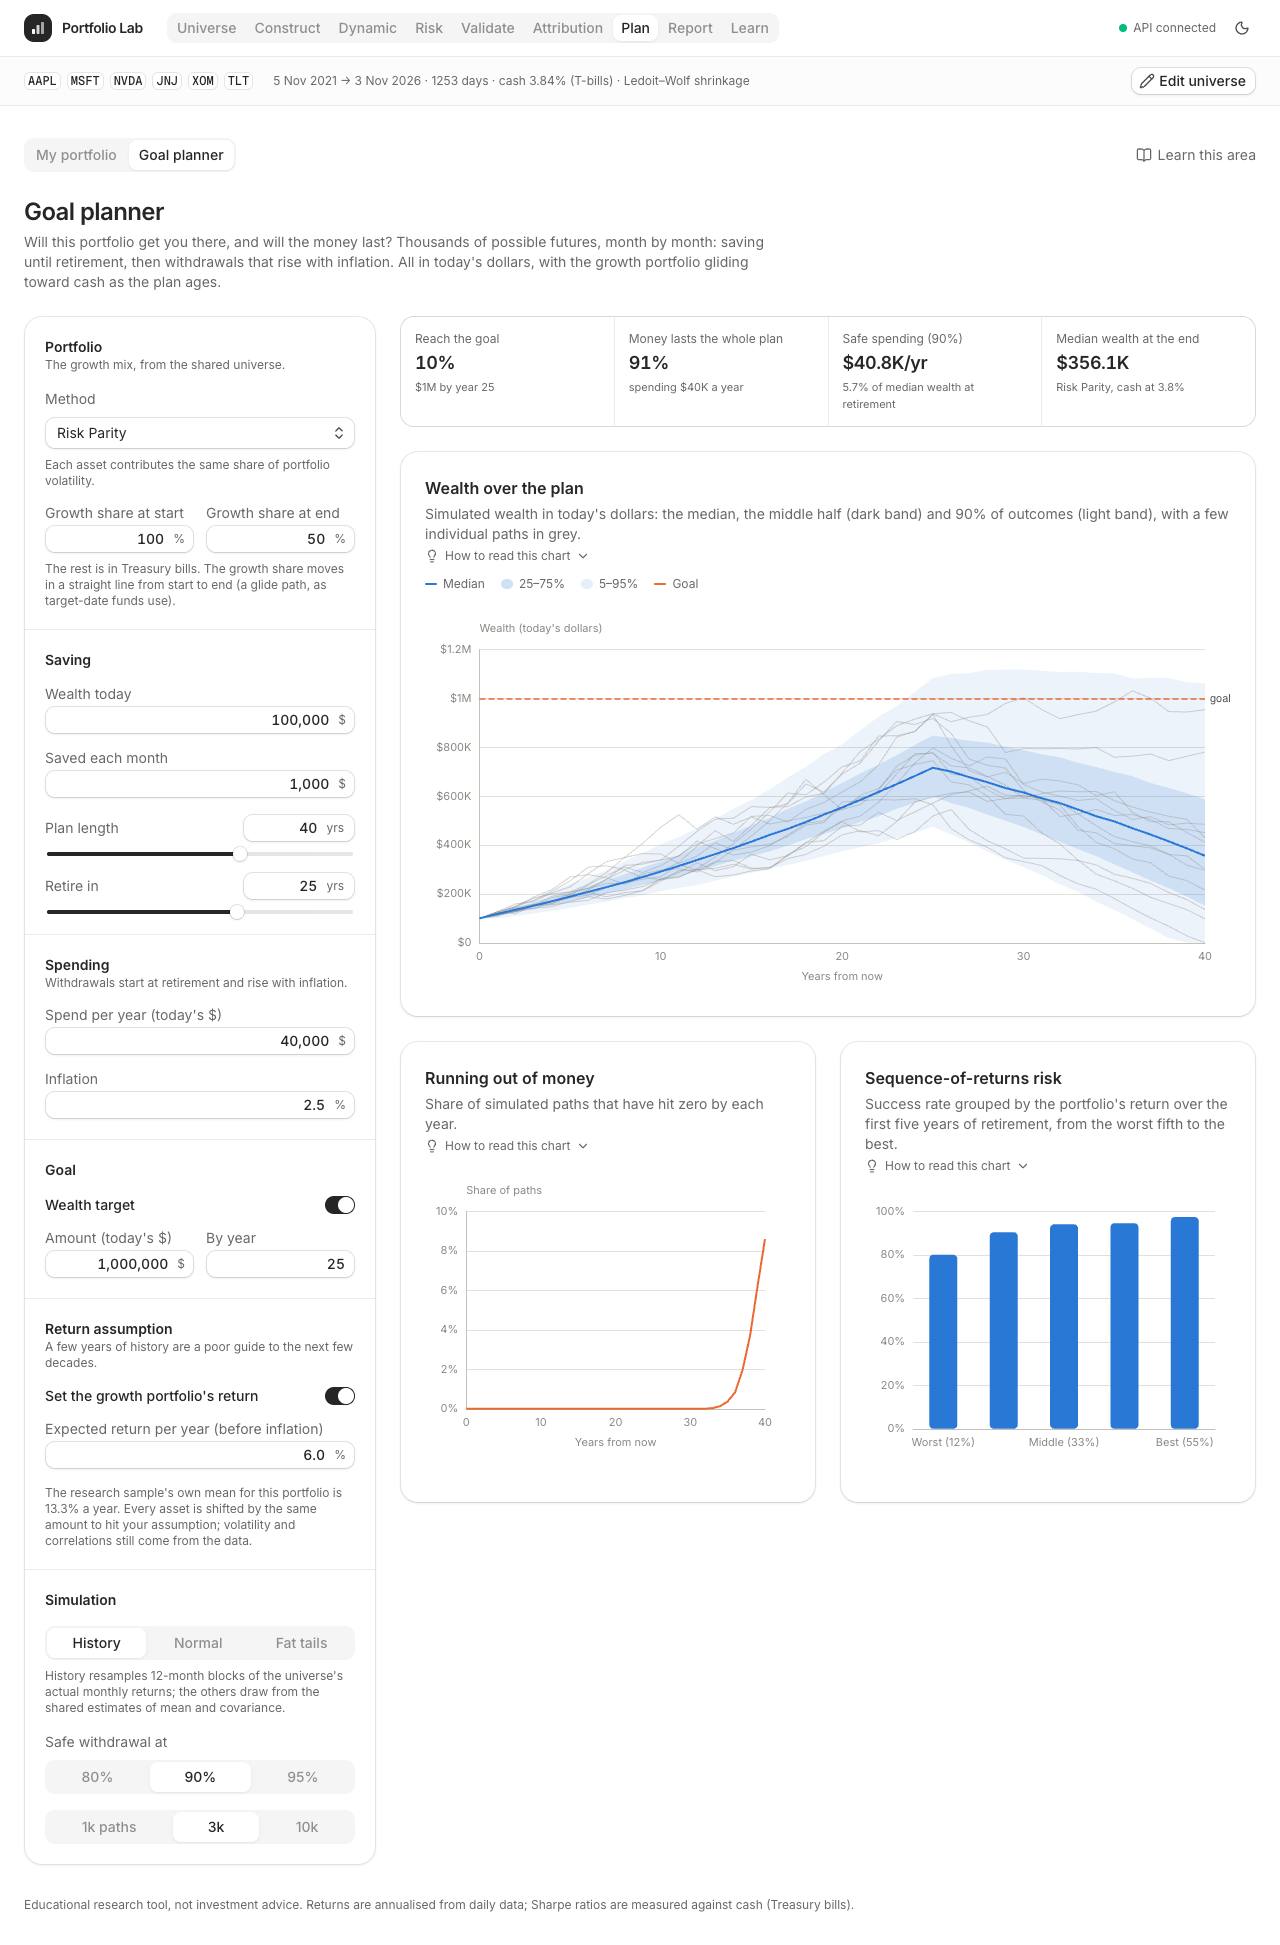 Portfolio Lab
Universe Construct Dynamic Risk Validate Attribution Plan Report Learn
API connected
AAPL MSFT NVDA JNJ XOM TLT
5 Nov 2021 → 3 Nov 2026 · 1253 days · cash 3.84% (T-bills) · Ledoit–Wolf shrinkage
Edit universe
My portfolio Goal planner
Learn this area
Goal planner
Will this portfolio get you there, and will the money last? Thousands of possible futures, month by month: saving
until retirement, then withdrawals that rise with inflation. All in today's dollars, with the growth portfolio gliding
toward cash as the plan ages.
Portfolio
The growth mix, from the shared universe.
Method
Risk Parity
Each asset contributes the same share of portfolio
volatility.
Growth share at start Growth share at end
100 % 50 %
The rest is in Treasury bills. The growth share moves
in a straight line from start to end (a glide path, as
target-date funds use).
Saving
Wealth today
100,000 $
Saved each month
1,000 $
Plan length 40 yrs
Retire in 25 yrs
Spending
Withdrawals start at retirement and rise with inflation.
Spend per year (today's $)
40,000 $
Inflation
2.5 %
Goal
Wealth target
Amount (today's $) By year
1,000,000 $ 25
Return assumption
A few years of history are a poor guide to the next few
decades.
Set the growth portfolio's return
Expected return per year (before inflation)
6.0 %
The research sample's own mean for this portfolio is
13.3% a year. Every asset is shifted by the same
amount to hit your assumption; volatility and
correlations still come from the data.
Simulation
History Normal Fat tails
History resamples 12-month blocks of the universe's
actual monthly returns; the others draw from the
shared estimates of mean and covariance.
Safe withdrawal at
80% 90% 95%
1k paths 3k 10k
Reach the goal
10%
$1M by year 25
Money lasts the whole plan
91%
spending $40K a year
Safe spending (90%)
$40.8K/yr
5.7% of median wealth at
retirement
Median wealth at the end
$356.1K
Risk Parity, cash at 3.8%
Wealth over the plan
Simulated wealth in today's dollars: the median, the middle half (dark band) and 90% of outcomes (light band), with a few
individual paths in grey.
How to read this chart
Median 25–75% 5–95% Goal
Wealth (today's dollars)
$1.2M
$1M
goal
$800K
$600K
$400K
$200K
$0
0 10 20 30 40
Years from now
Running out of money
Share of simulated paths that have hit zero by each
year.
How to read this chart
Share of paths
10%
8%
6%
4%
2%
0%
0 10 20 30 40
Years from now
Sequence-of-returns risk
Success rate grouped by the portfolio's return over the
first five years of retirement, from the worst fifth to the
best.
How to read this chart
100%
80%
60%
40%
20%
0%
Worst (12%) Middle (33%) Best (55%)
Educational research tool, not investment advice. Returns are annualised from daily data; Sharpe ratios are measured against cash (Treasury bills).